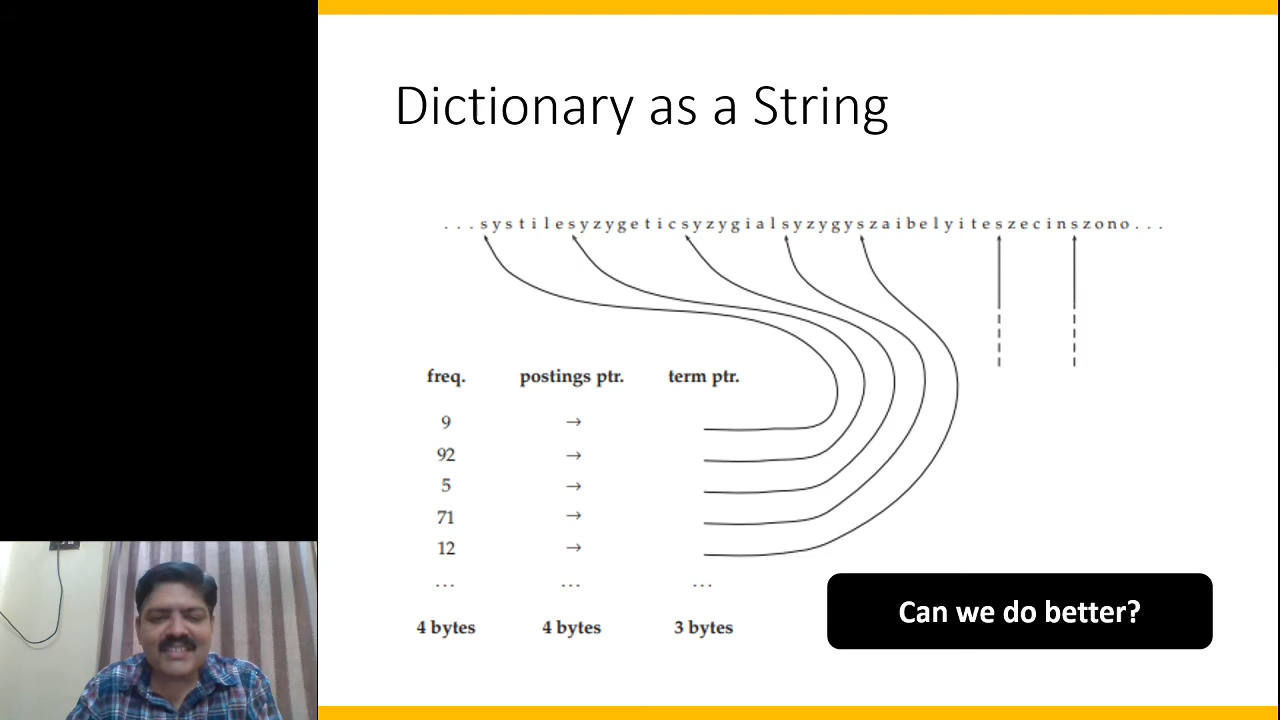 Dictionary as a String
. . . s y s t i l e s y z y g e t i c s y z y g i a l s y z y g y s z a i b e l y i t e s z e c i n s z o n o . . .
freq. postings ptr. term ptr.
9 →
92 →
5 →
71 →
12 →
... ... ...
4 bytes 4 bytes 3 bytes
Can we do better?